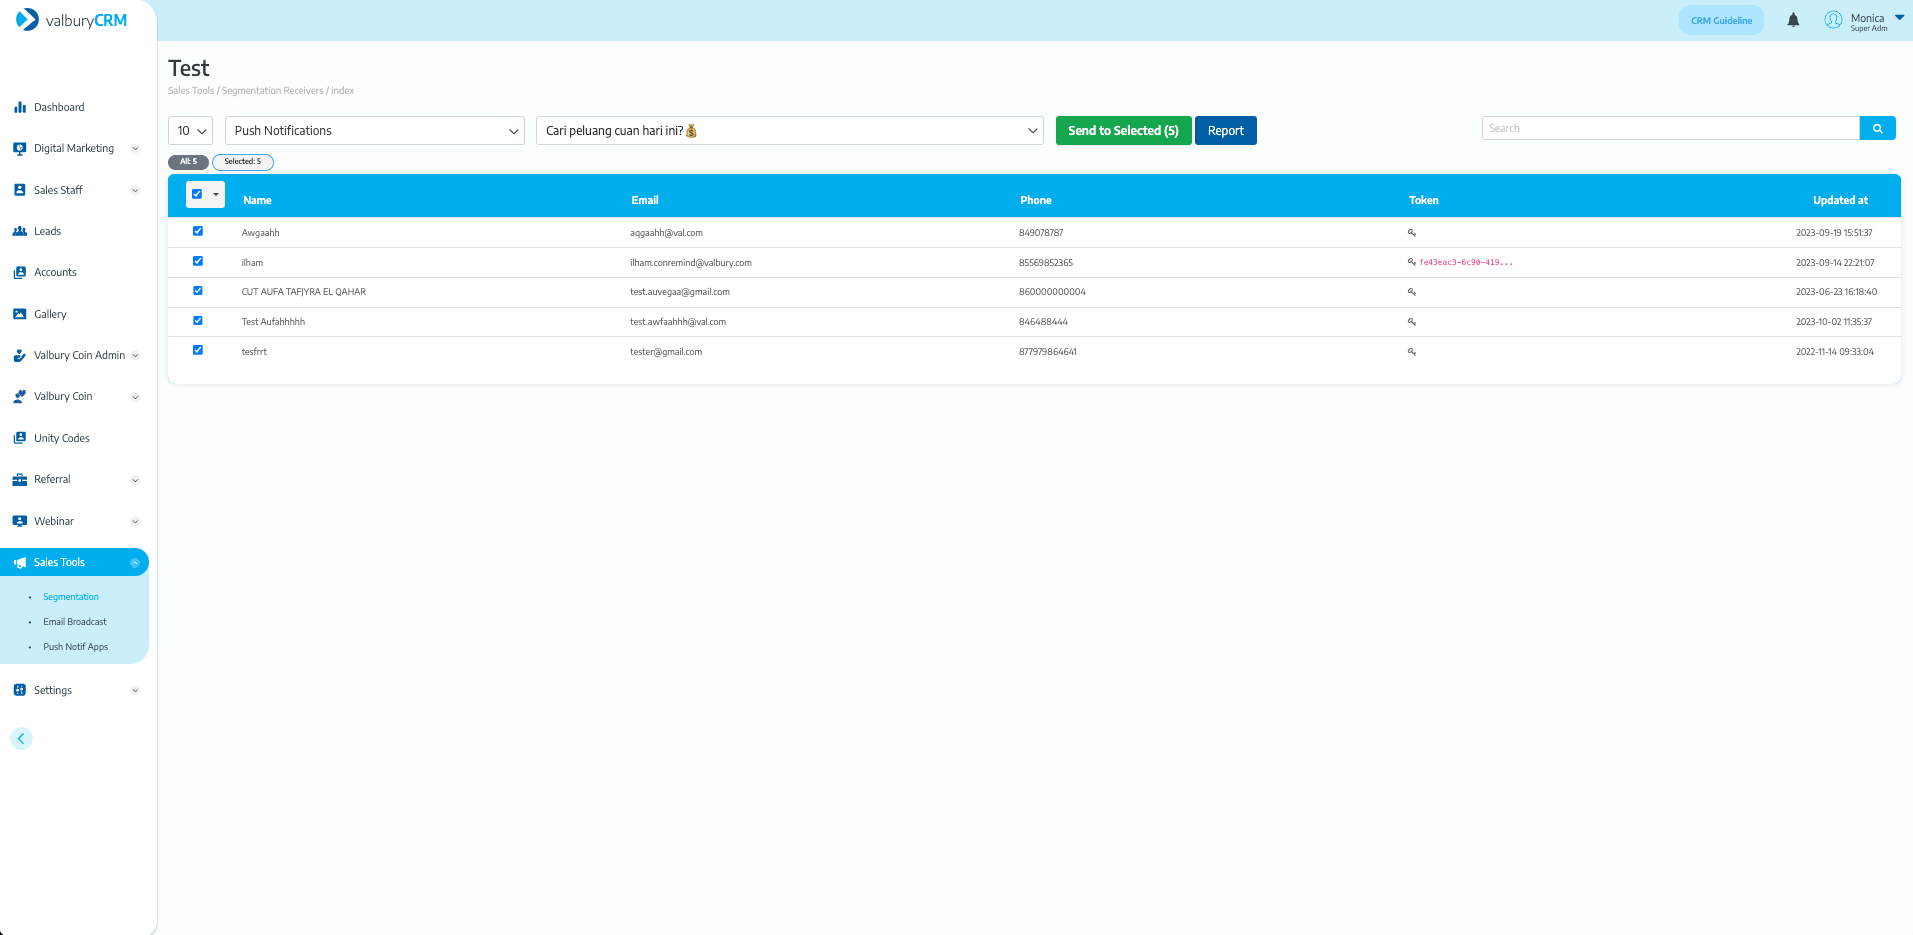 valburyCRM
CRM Guideline
Monica
Super Adm
Dashboard
Digital Marketing
Sales Staff
Leads
Accounts
Gallery
Valbury Coin Admin
Valbury Coin
Unity Codes
Referral
Webinar
Sales Tools
Segmentation
Email Broadcast
Push Notif Apps
Settings
Test
Sales Tools / Segmentation Receivers / index
10 Push Notifications Cari peluang cuan hari ini?💰 Send to Selected (5) Report Search
All: 5 Selected: 5
Name Email Phone Token Updated at
Awgaahh aqgaahh@val.com 849078787 2023-09-19 15:51:37
ilham ilham.conremind@valbury.com 85569852365 fe43eac3-6c90-419... 2023-09-14 22:21:07
CUT AUFA TAFJYRA EL QAHAR test.auvegaa@gmail.com 860000000004 2023-06-23 16:18:40
Test Aufahhhhh test.awfaahhh@val.com 846488444 2023-10-02 11:35:37
tesfrrt tester@gmail.com 877979864641 2022-11-14 09:33:04